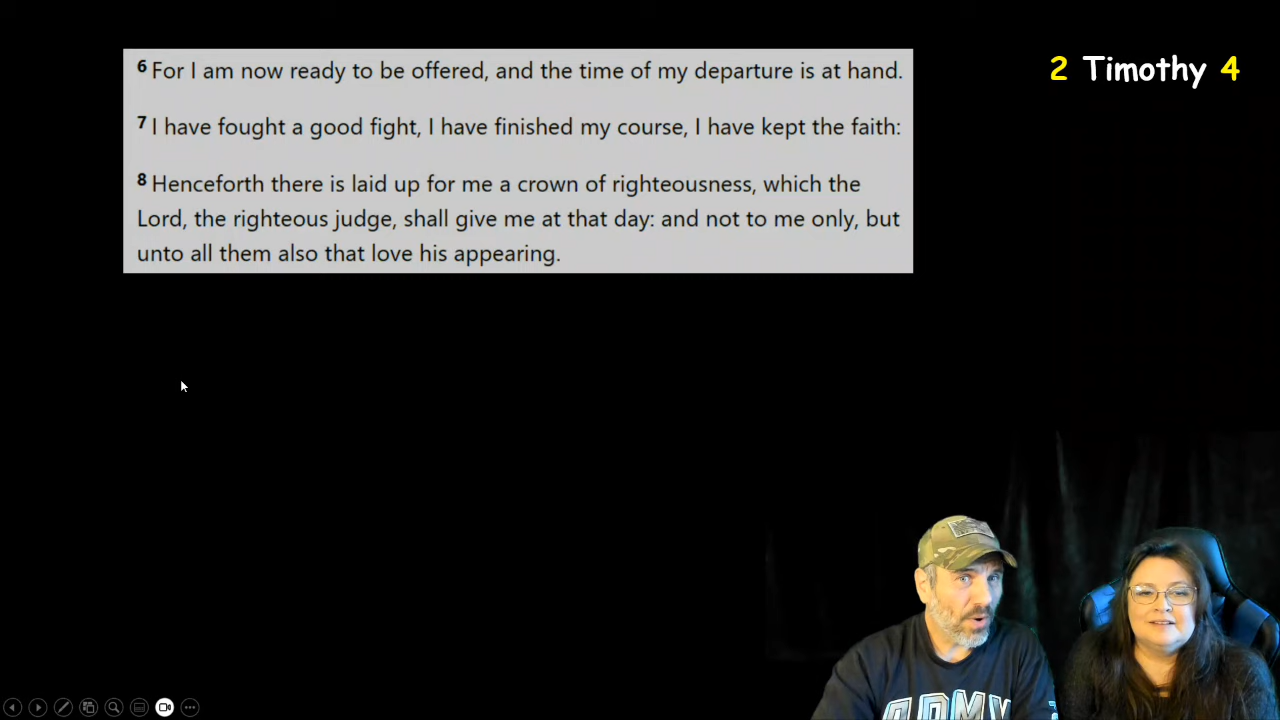 6 For I am now ready to be offered, and the time of my departure is at hand.
7 I have fought a good fight, I have finished my course, I have kept the faith:
8 Henceforth there is laid up for me a crown of righteousness, which the
Lord, the righteous judge, shall give me at that day: and not to me only, but
unto all them also that love his appearing.
2 Timothy 4
ARMY